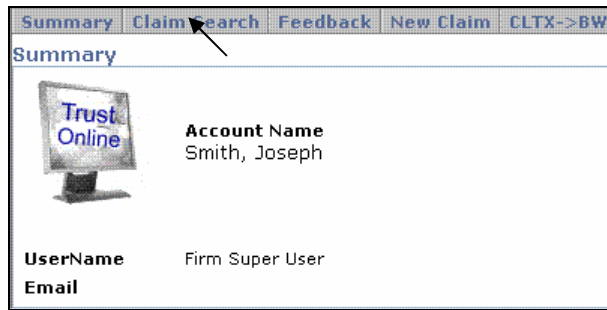 Summary Claim Search Feedback New Claim CLTX->BW
Summary
Trust
Online
Account Name
Smith, Joseph
UserName Firm Super User
Email